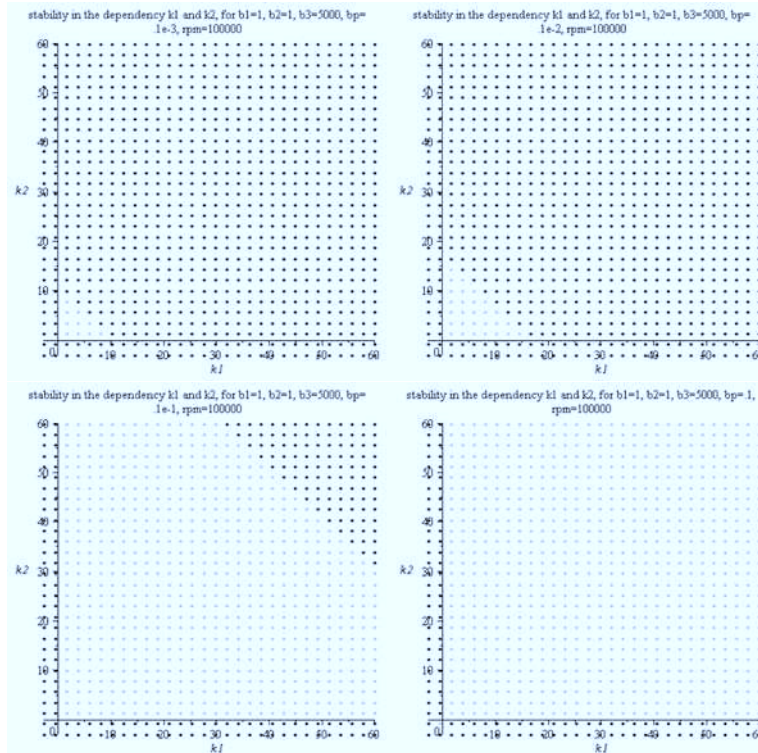 stability in the dependency k1 and k2, for b1=1, b2=1, b3=5000, bp=
.1e-3, rpm=100000
60
50
40
k2 30
20
10
0 10 20 30 40 50 60
k1
stability in the dependency k1 and k2, for b1=1, b2=1, b3=5000, bp=
.1e-2, rpm=100000
60
50
40
k2 30
20
10
0 10 20 30 40 50 60
k1
stability in the dependency k1 and k2, for b1=1, b2=1, b3=5000, bp=
.1e-1, rpm=100000
60
50
40
k2 30
20
10
0 10 20 30 40 50 60
k1
stability in the dependency k1 and k2, for b1=1, b2=1, b3=5000, bp=.1,
rpm=100000
60
50
40
k2 30
20
10
0 10 20 30 40 50 60
k1